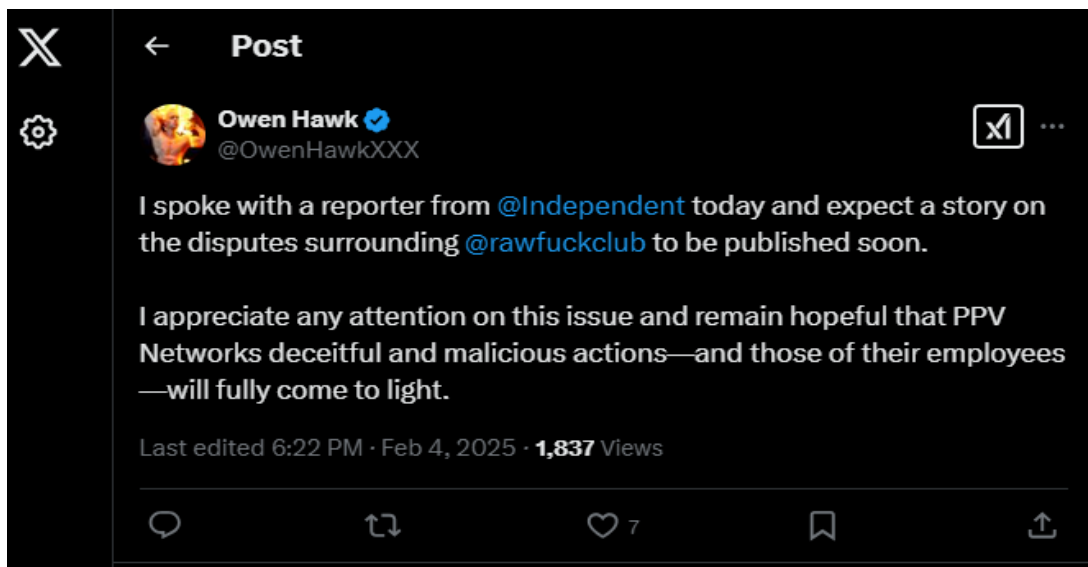 Post
Owen Hawk
@OwenHawkXXX
I spoke with a reporter from @Independent today and expect a story on
the disputes surrounding @rawfuckclub to be published soon.
I appreciate any attention on this issue and remain hopeful that PPV
Networks deceitful and malicious actions—and those of their employees
—will fully come to light.
Last edited 6:22 PM · Feb 4, 2025 · 1,837 Views
7